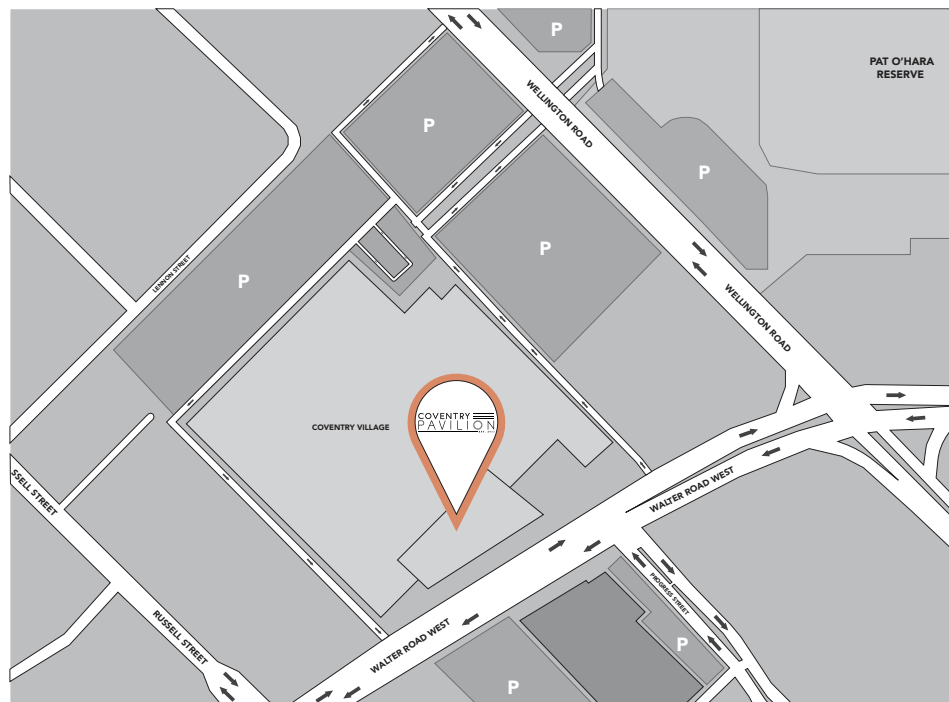 P
PAT O'HARA
RESERVE
WELLINGTON ROAD
P
P
P
P
LENNON STREET
WELLINGTON ROAD
COVENTRY VILLAGE
COVENTRY
PAVILION
SSELL STREET
WALTER ROAD WEST
PROGRESS STREET
RUSSELL STREET
WALTER ROAD WEST
P
P